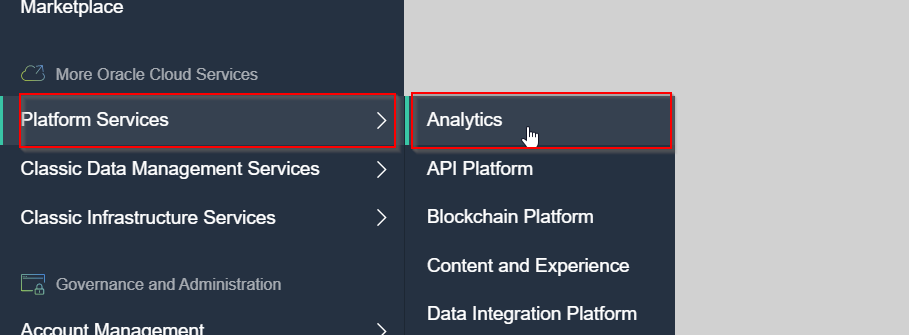 Marketplace
More Oracle Cloud Services
Platform Services
Classic Data Management Services
Classic Infrastructure Services
Governance and Administration
Account Management
Analytics
API Platform
Blockchain Platform
Content and Experience
Data Integration Platform